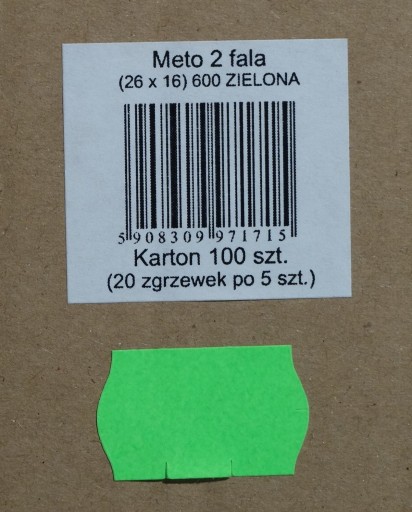 Meto 2 fala
(26 x 16) 600 ZIELONA
5 908309 971715
Karton 100 szt.
(20 zgrzewek po 5 szt.)